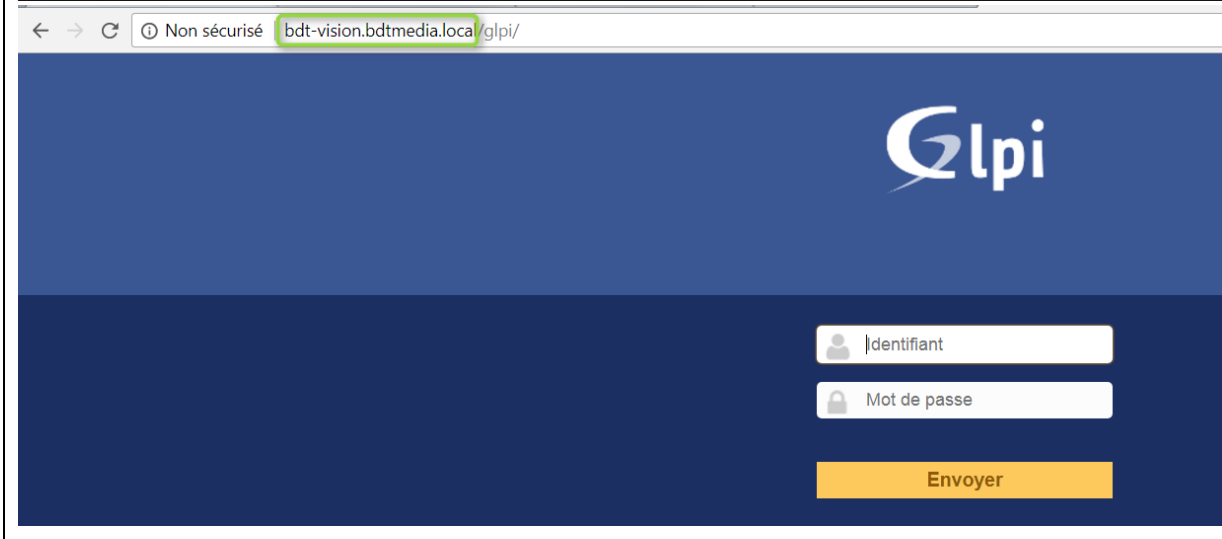 Non sécurisé bdt-vision.bdtmedia.local/glpi/
Glpi
Identifiant
Mot de passe
Envoyer